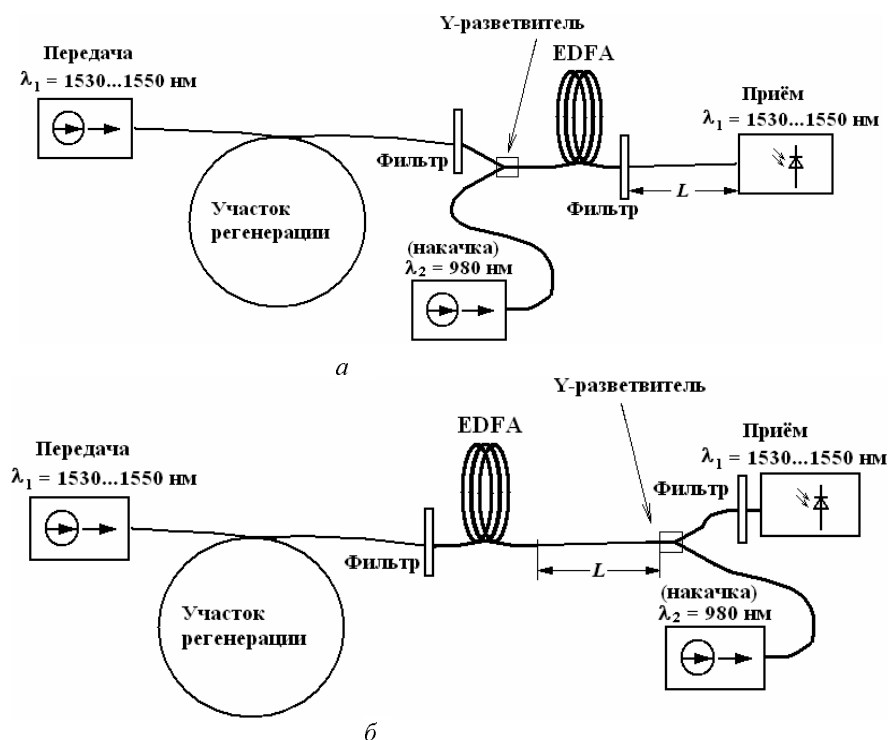 Y-разветвитель
EDFA
Передача
λ1 = 1530...1550 нм
Приём
λ1 = 1530...1550 нм
Фильтр
Фильтр
L
Участок
регенерации
(накачка)
λ2 = 980 нм
а
Y-разветвитель
EDFA
Передача
λ1 = 1530...1550 нм
Приём
λ1 = 1530...1550 нм
Фильтр
Фильтр
L
Участок
регенерации
(накачка)
λ2 = 980 нм
б